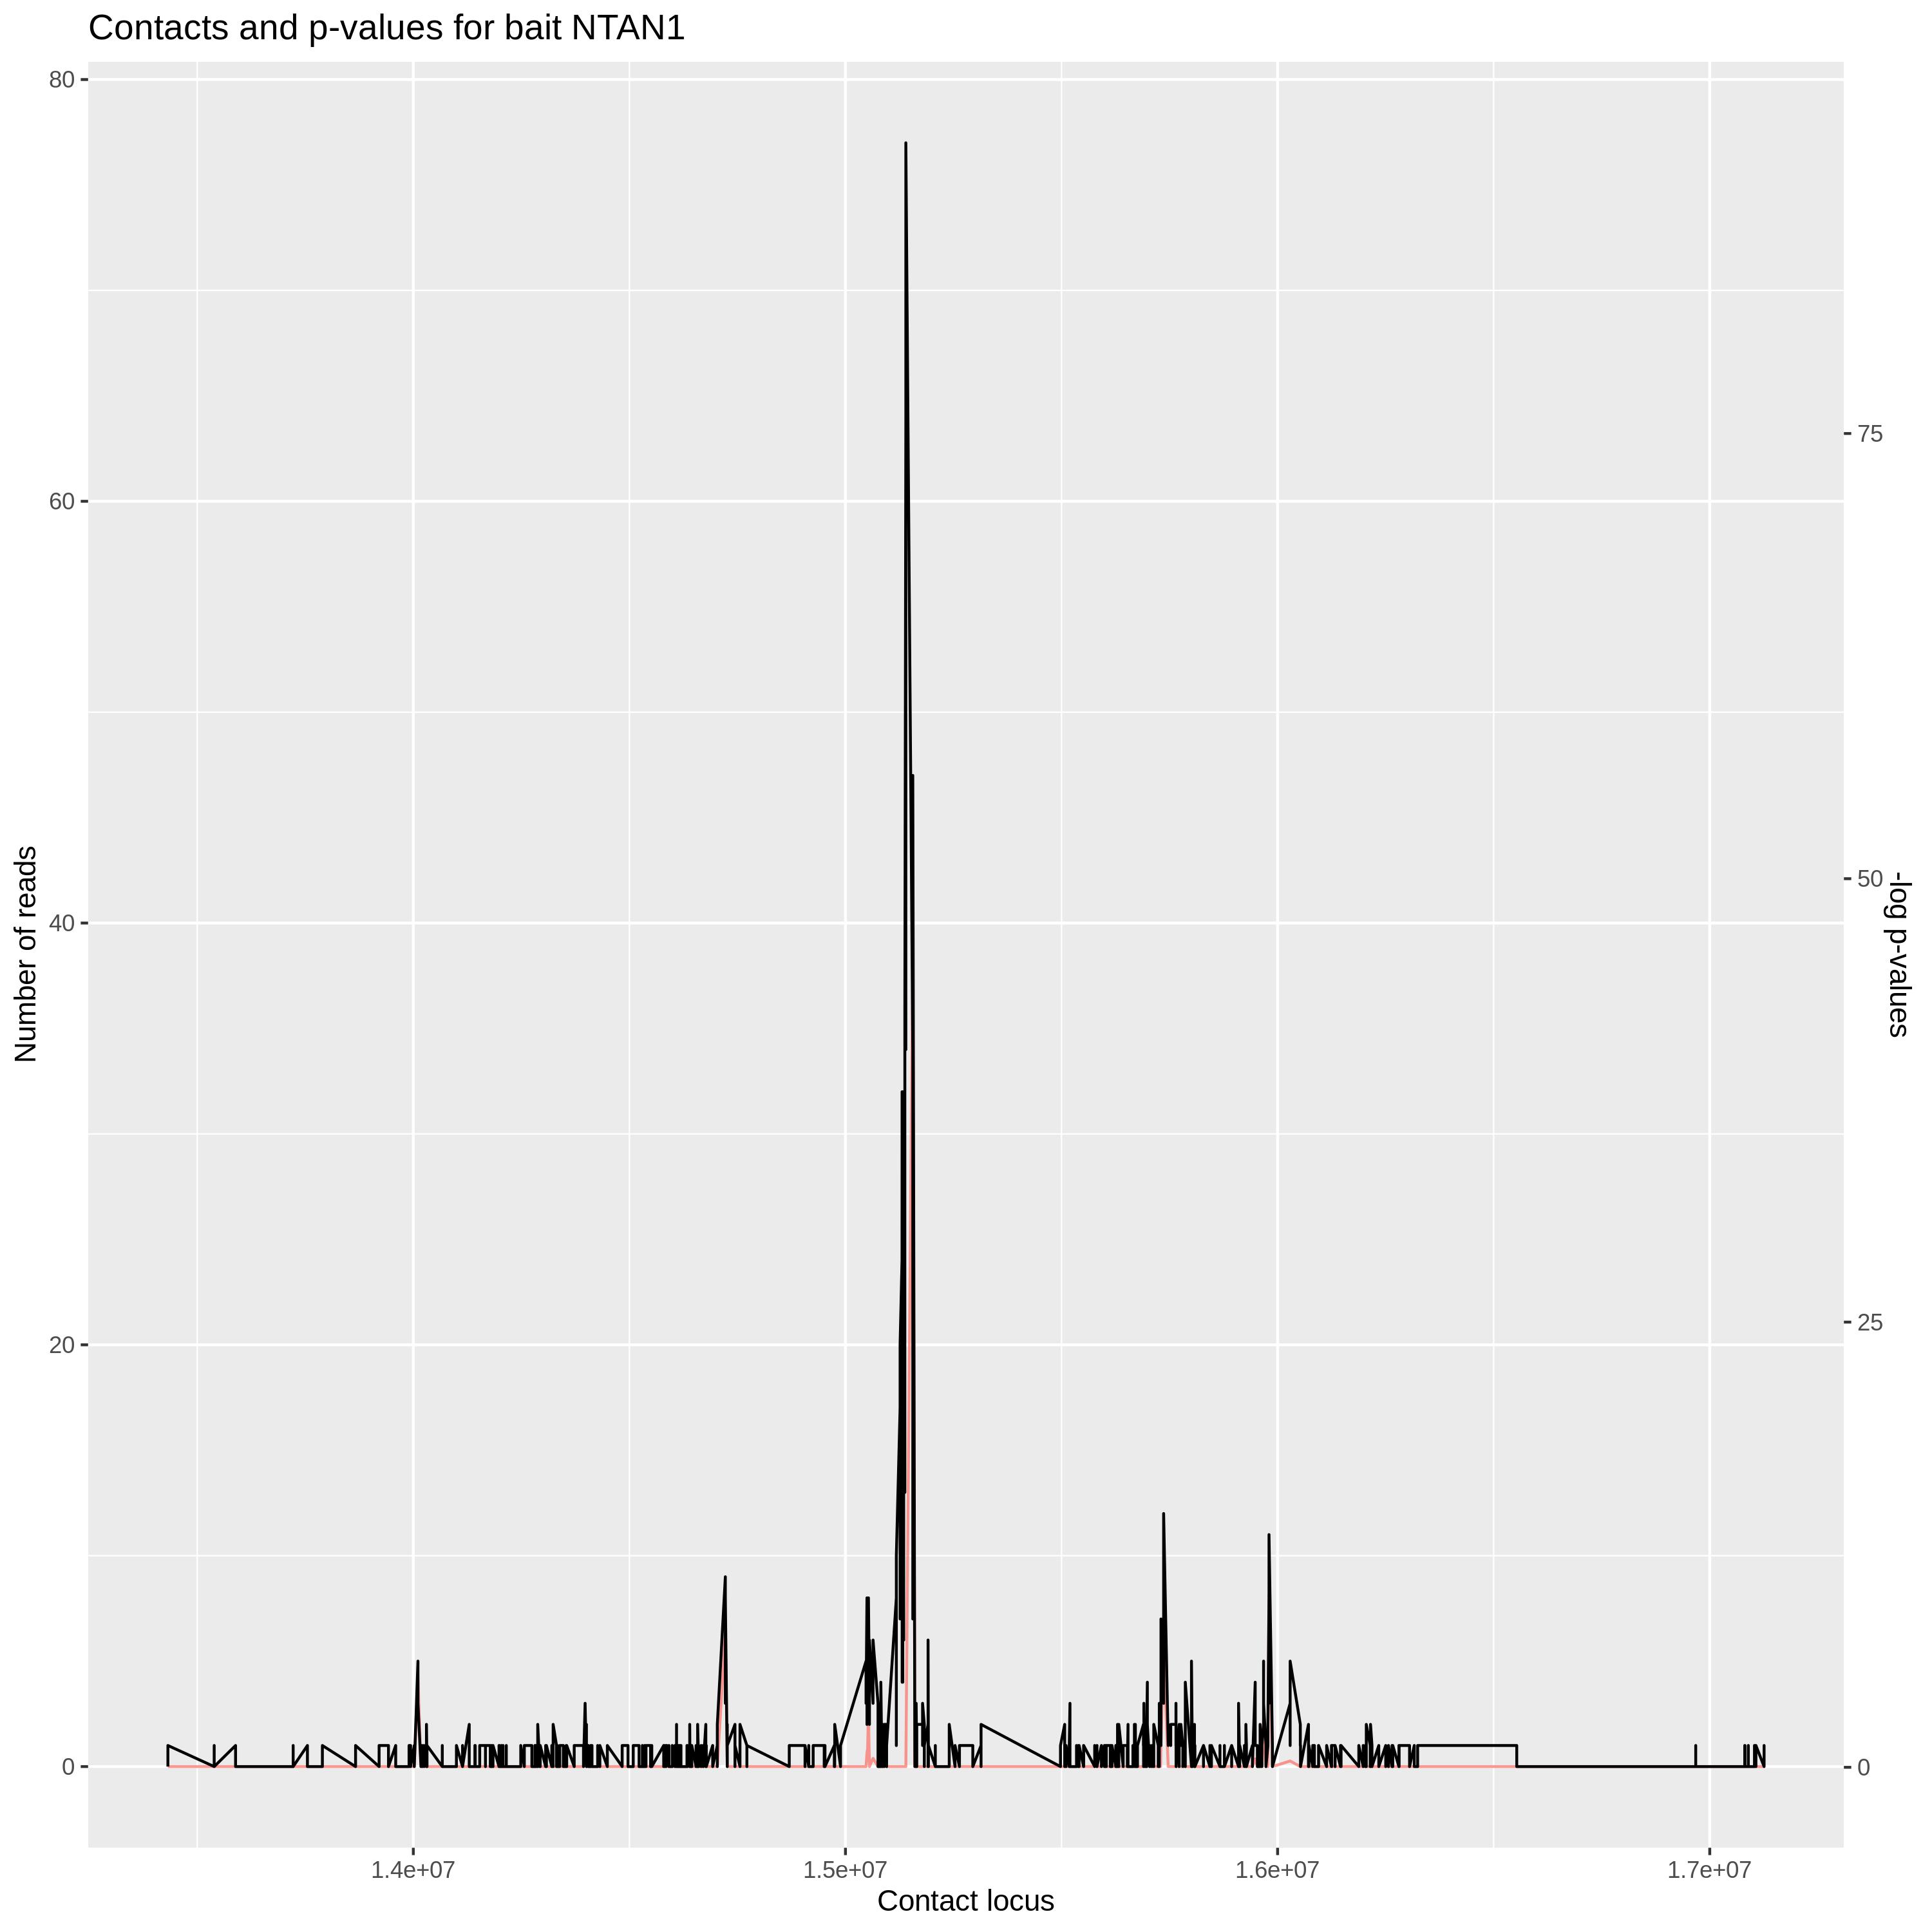 Contacts and p-values for bait NTAN1
80
60
40
20
0
Number of reads
75
50
25
0
-log p-values
1.4e+07
1.5e+07
1.6e+07
1.7e+07
Contact locus